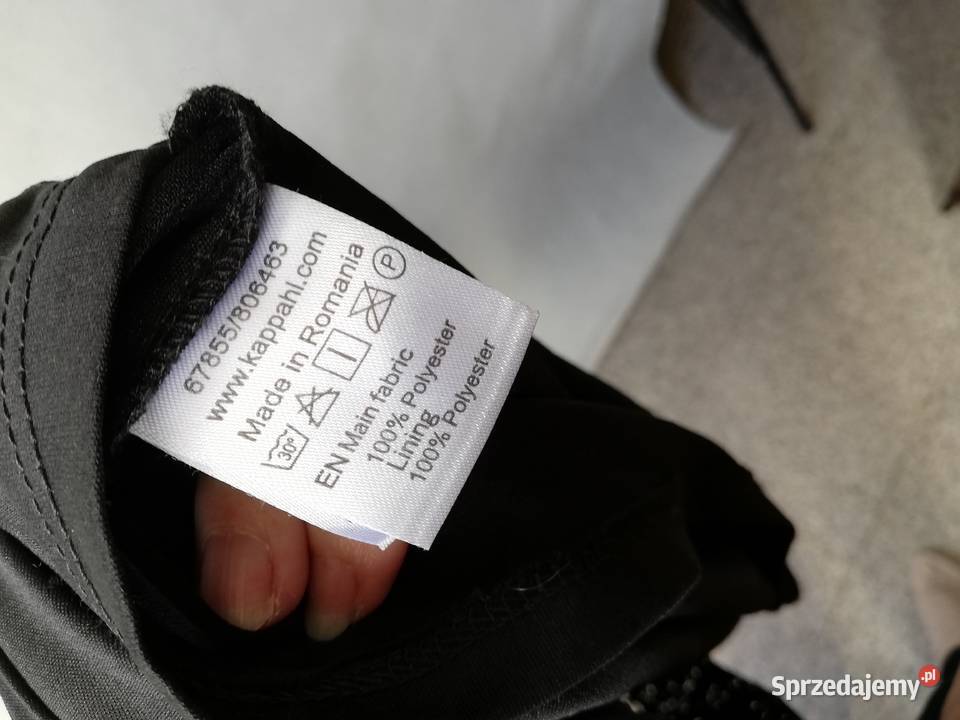 67855/806463
www.kappahl.com
Made in Romania
30°
P
EN Main fabric
100% Polyester
Lining
100% Polyester
Sprzedajemy.pl